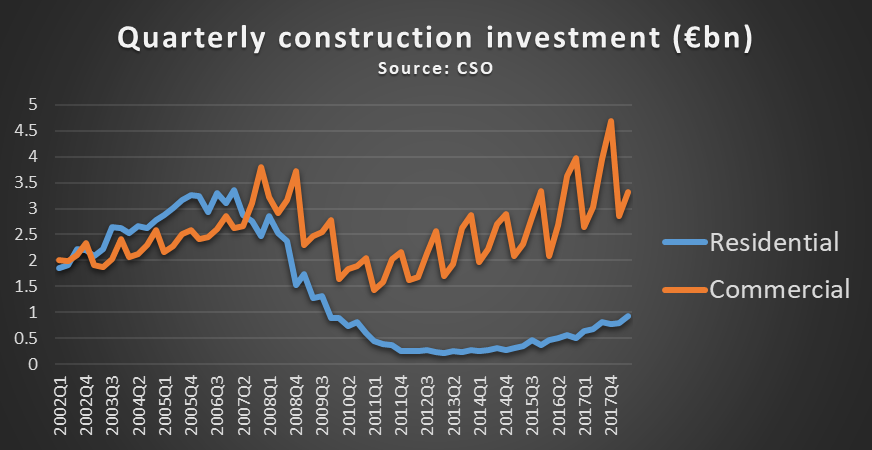 Quarterly construction investment (€bn)
Source: CSO
5
4.5
4
3.5
3
2.5
2
1.5
1
0.5
0
Residential
Commercial
2002Q1
2002Q4
2003Q3
2004Q2
2005Q1
2005Q4
2006Q3
2007Q2
2008Q1
2008Q4
2009Q3
2010Q2
2011Q1
2011Q4
2012Q3
2013Q2
2014Q1
2014Q4
2015Q3
2016Q2
2017Q1
2017Q4